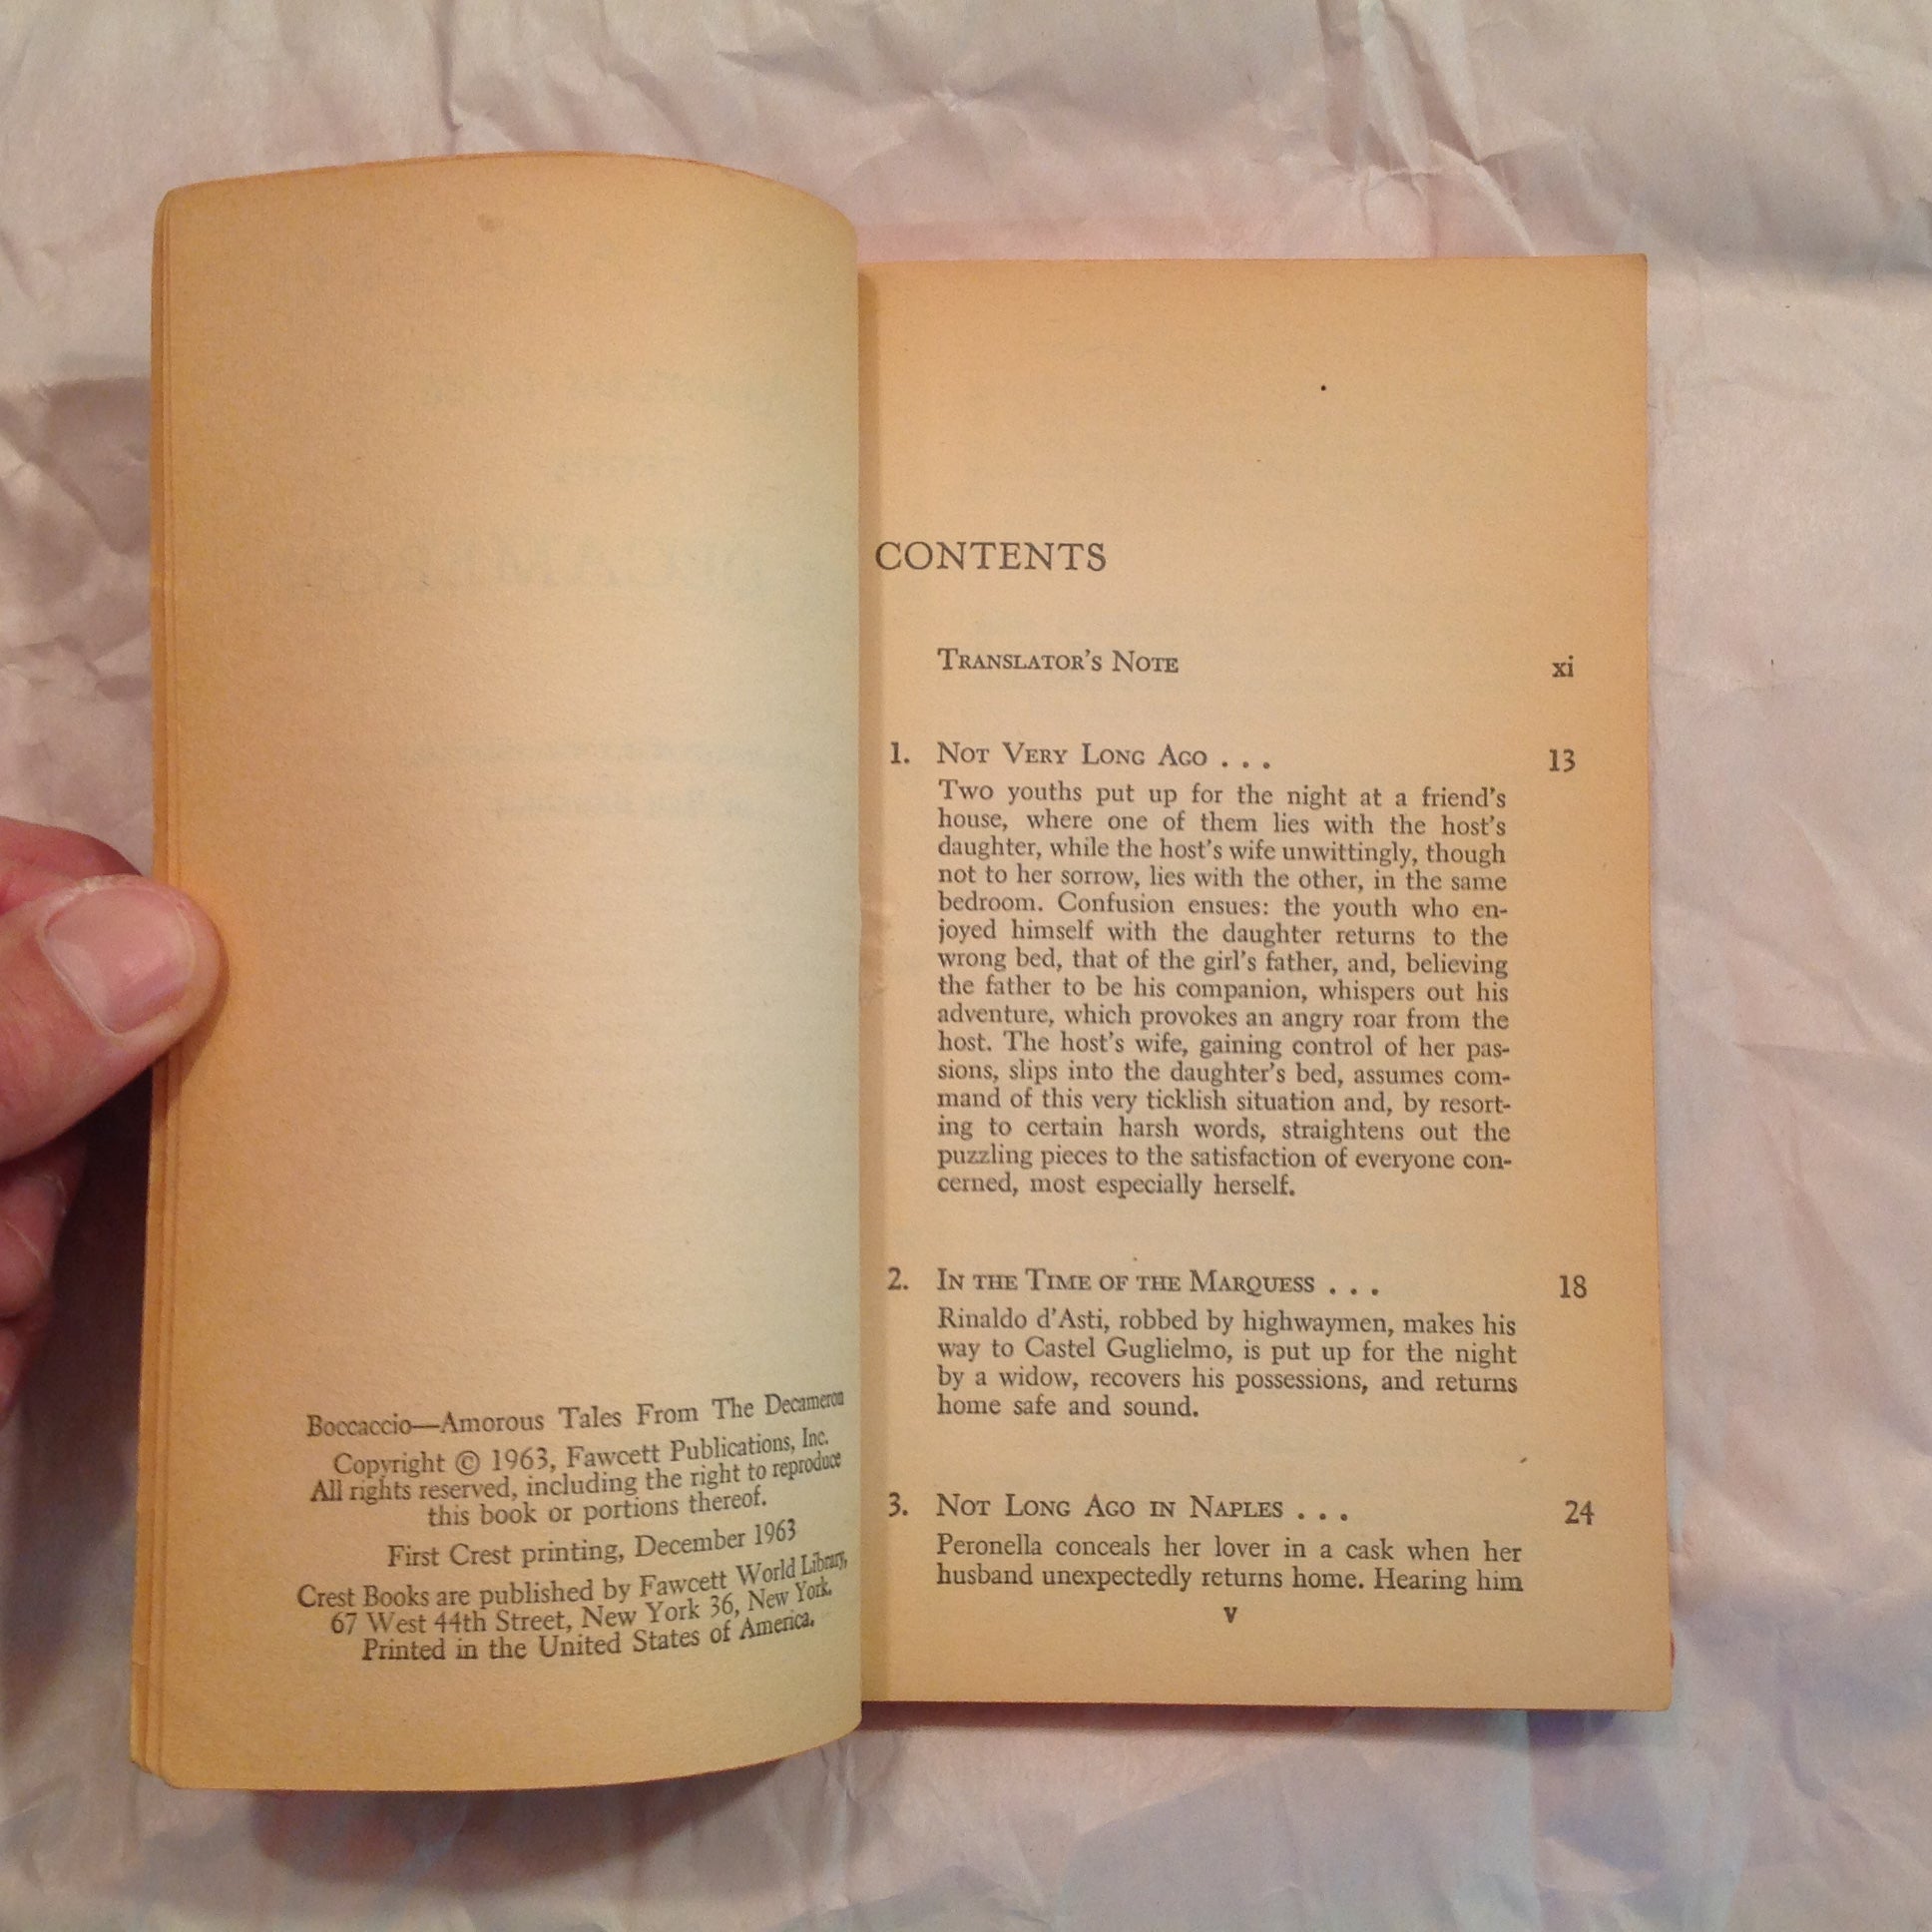 Boccaccio—Amorous Tales From The Decameron
Copyright © 1963, Fawcett Publications, Inc.
All rights reserved, including the right to reproduce
this book or portions thereof.
First Crest printing, December 1963
Crest Books are published by Fawcett World Library,
67 West 44th Street, New York 36, New York.
Printed in the United States of America.
CONTENTS
TRANSLATOR'S NOTE xi
1. NOT VERY LONG AGO . . . 13
Two youths put up for the night at a friend's
house, where one of them lies with the host's
daughter, while the host's wife unwittingly, though
not to her sorrow, lies with the other, in the same
bedroom. Confusion ensues: the youth who en-
joyed himself with the daughter returns to the
wrong bed, that of the girl's father, and, believing
the father to be his companion, whispers out his
adventure, which provokes an angry roar from the
host. The host's wife, gaining control of her pas-
sions, slips into the daughter's bed, assumes com-
mand of this very ticklish situation and, by resort-
ing to certain harsh words, straightens out the
puzzling pieces to the satisfaction of everyone con-
cerned, most especially herself.
2. IN THE TIME OF THE MARQUESS . . . 18
Rinaldo d'Asti, robbed by highwaymen, makes his
way to Castel Guglielmo, is put up for the night
by a widow, recovers his possessions, and returns
home safe and sound.
3. NOT LONG AGO IN NAPLES . . . 24
Peronella conceals her lover in a cask when her
husband unexpectedly returns home. Hearing him
v